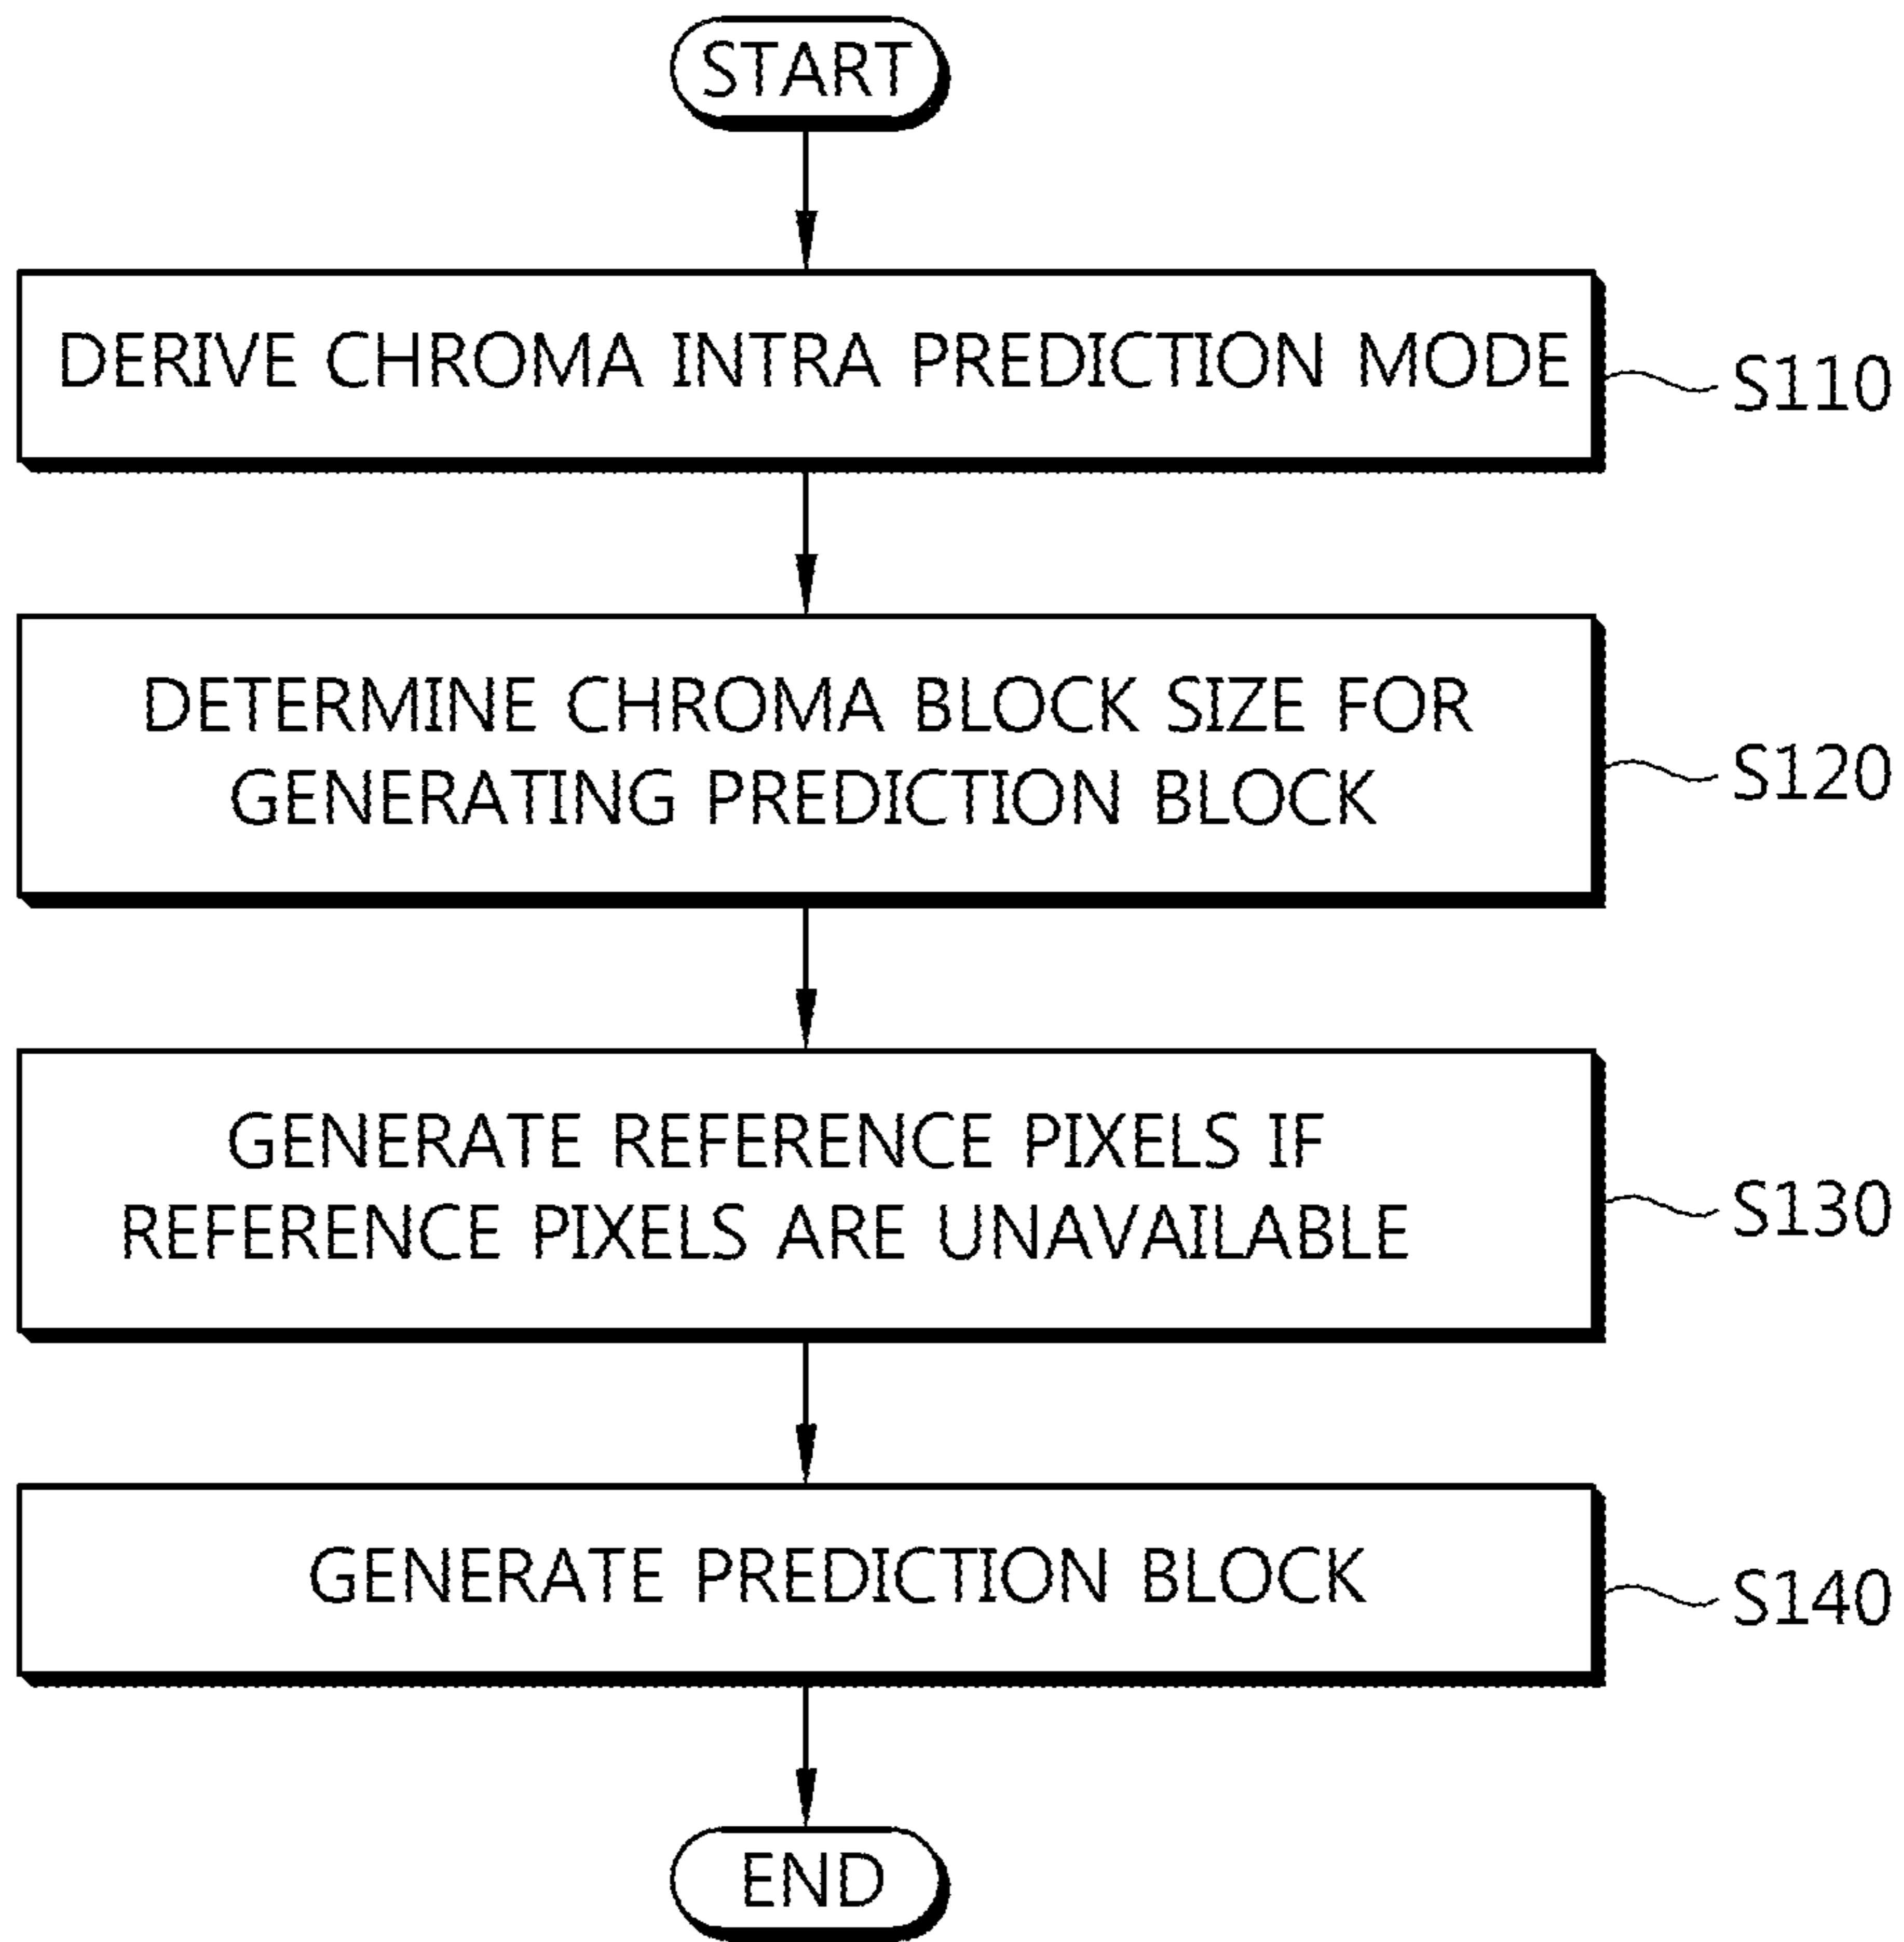 START
DERIVE CHROMA INTRA PREDICTION MODE
S110
DETERMINE CHROMA BLOCK SIZE FOR
GENERATING PREDICTION BLOCK
S120
GENERATE REFERENCE PIXELS IF
REFERENCE PIXELS ARE UNAVAILABLE
S130
GENERATE PREDICTION BLOCK
S140
END